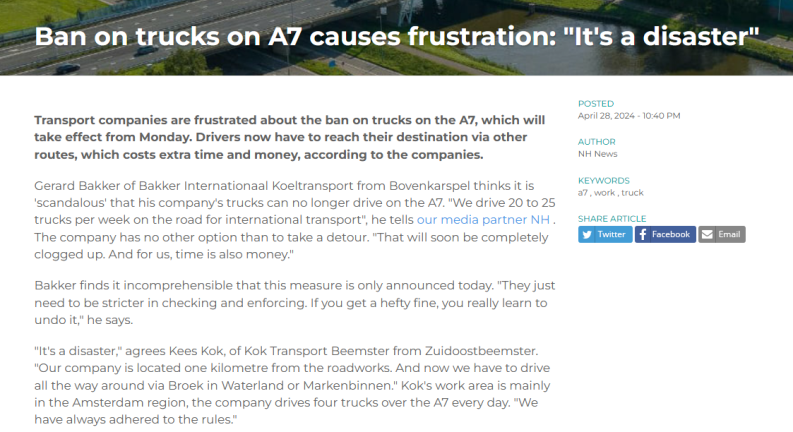 Ban on trucks on A7 causes frustration: "It's a disaster"
Transport companies are frustrated about the ban on trucks on the A7, which will
take effect from Monday. Drivers now have to reach their destination via other
routes, which costs extra time and money, according to the companies.
Gerard Bakker of Bakker Internationaal Koeltransport from Bovenkarspel thinks it is
'scandalous' that his company's trucks can no longer drive on the A7. "We drive 20 to 25
trucks per week on the road for international transport", he tells our media partner NH .
The company has no other option than to take a detour. "That will soon be completely
clogged up. And for us, time is also money."
Bakker finds it incomprehensible that this measure is only announced today. "They just
need to be stricter in checking and enforcing. If you get a hefty fine, you really learn to
undo it," he says.
"It's a disaster," agrees Kees Kok, of Kok Transport Beemster from Zuidoostbeemster.
"Our company is located one kilometre from the roadworks. And now we have to drive
all the way around via Broek in Waterland or Markenbinnen." Kok's work area is mainly
in the Amsterdam region, the company drives four trucks over the A7 every day. "We
have always adhered to the rules."
POSTED
April 28, 2024 - 10:40 PM
AUTHOR
NH News
KEYWORDS
a7 , work , truck
SHARE ARTICLE
Twitter Facebook Email